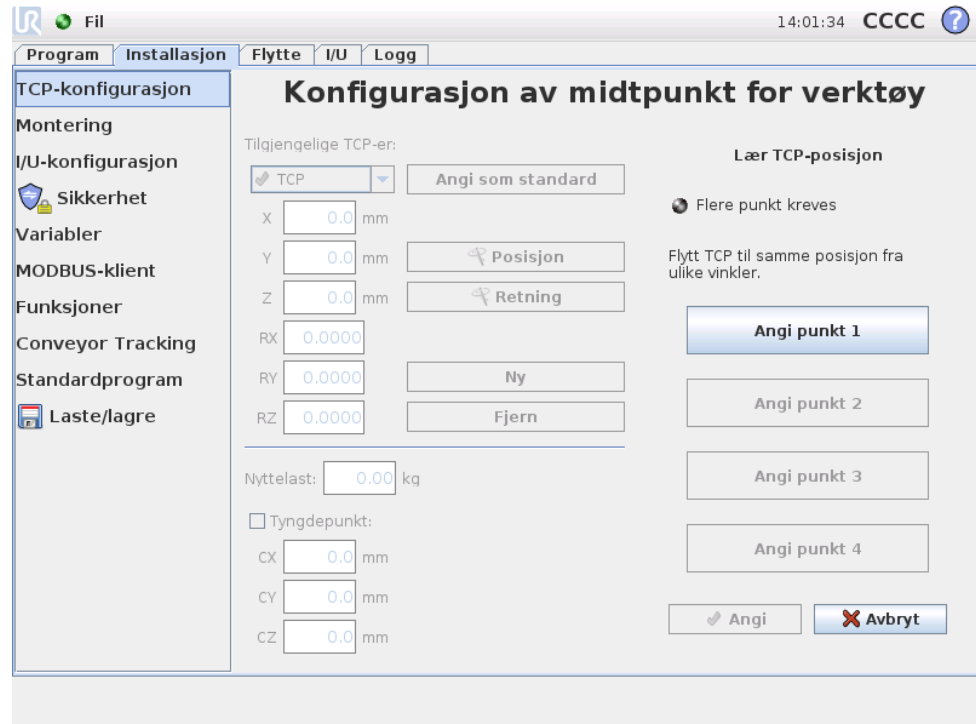 UR Fil 14:01:34 CCCC ?
Program Installasjon Flytte I/U Logg
TCP-konfigurasjon
Montering
I/U-konfigurasjon
Sikkerhet
Variabler
MODBUS-klient
Funksjoner
Conveyor Tracking
Standardprogram
Laste/lagre
Konfigurasjon av midtpunkt for verktøy
Tilgjengelige TCP-er:
TCP Angi som standard
X 0.0 mm
Y 0.0 mm Posisjon
Z 0.0 mm Retning
RX 0.0000
RY 0.0000 Ny
RZ 0.0000 Fjern
Nyttelast: 0.00 kg
Tyngdepunkt:
CX 0.0 mm
CY 0.0 mm
CZ 0.0 mm
Lær TCP-posisjon
Flere punkt kreves
Flytt TCP til samme posisjon fra
ulike vinkler.
Angi punkt 1
Angi punkt 2
Angi punkt 3
Angi punkt 4
Angi Avbryt